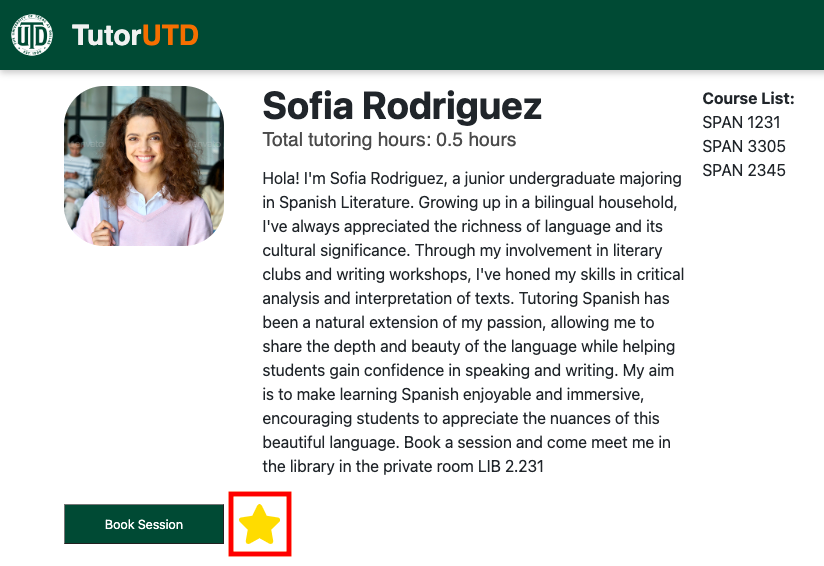 UTD
TutorUTD
Sofia Rodriguez
Total tutoring hours: 0.5 hours
Hola! I'm Sofia Rodriguez, a junior undergraduate majoring
in Spanish Literature. Growing up in a bilingual household,
I've always appreciated the richness of language and its
cultural significance. Through my involvement in literary
clubs and writing workshops, I've honed my skills in critical
analysis and interpretation of texts. Tutoring Spanish has
been a natural extension of my passion, allowing me to
share the depth and beauty of the language while helping
students gain confidence in speaking and writing. My aim
is to make learning Spanish enjoyable and immersive,
encouraging students to appreciate the nuances of this
beautiful language. Book a session and come meet me in
the library in the private room LIB 2.231
Course List:
SPAN 1231
SPAN 3305
SPAN 2345
Book Session